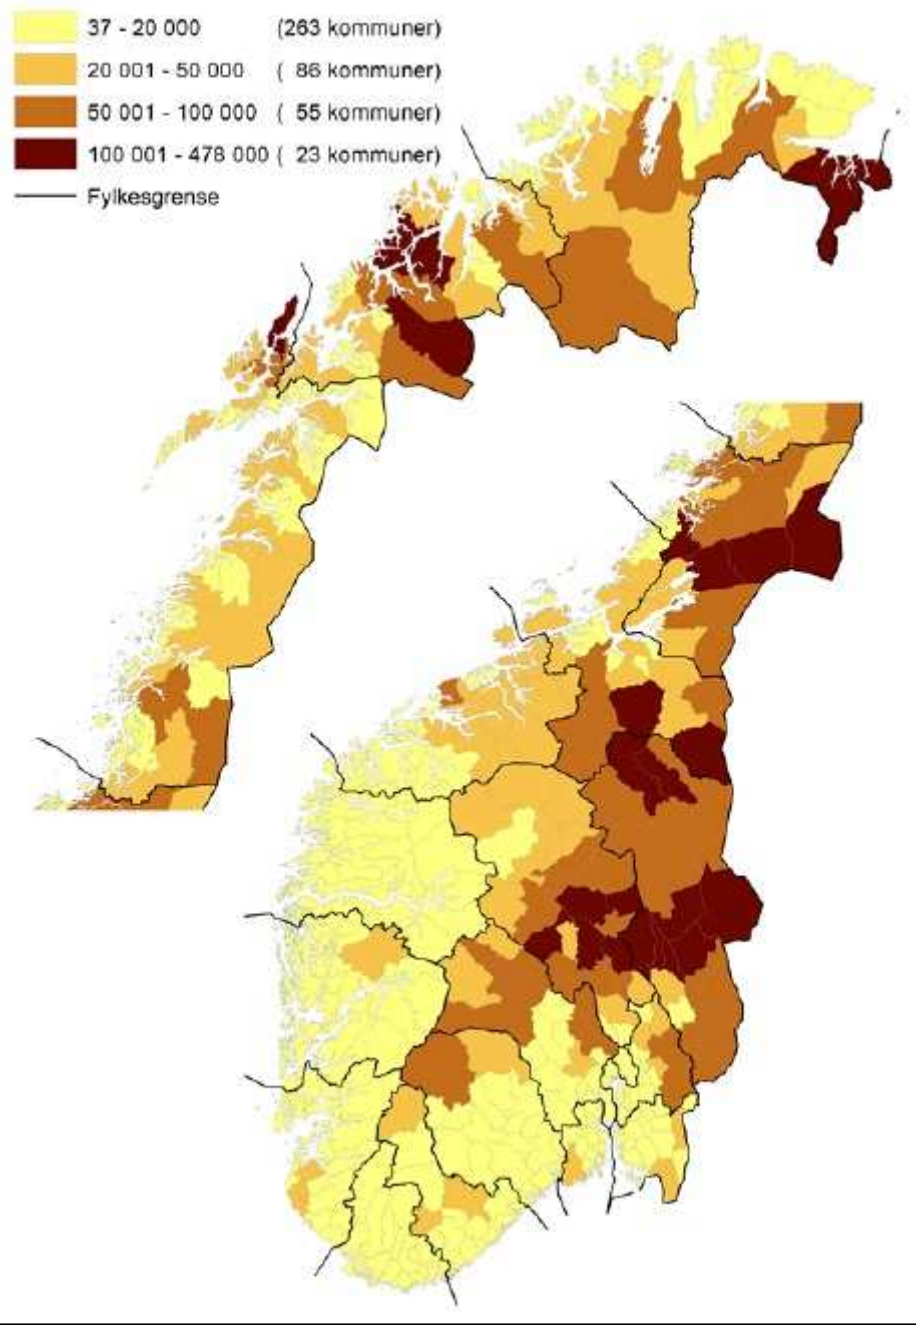 37 - 20 000 (263 kommuner)
20 001 - 50 000 ( 86 kommuner)
50 001 - 100 000 ( 55 kommuner)
100 001 - 478 000 ( 23 kommuner)
Fylkesgrense